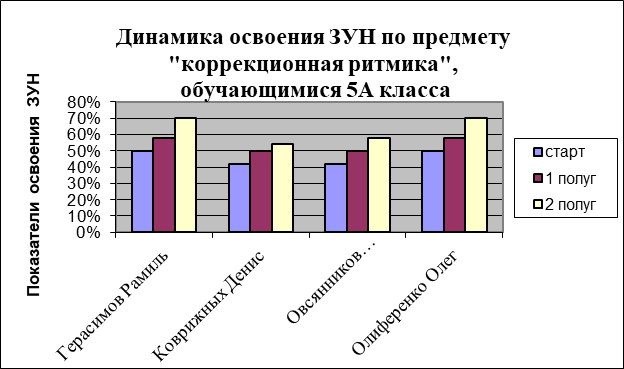 Динамика освоения ЗУН по предмету
"коррекционная ритмика",
обучающимися 5А класса
Показатели освоения ЗУН
80%
70%
60%
50%
40%
30%
20%
10%
0%
Герасимов Рамиль
Коврижных Денис
Овсянников...
Олиференко Олег
старт
1 полуг
2 полуг